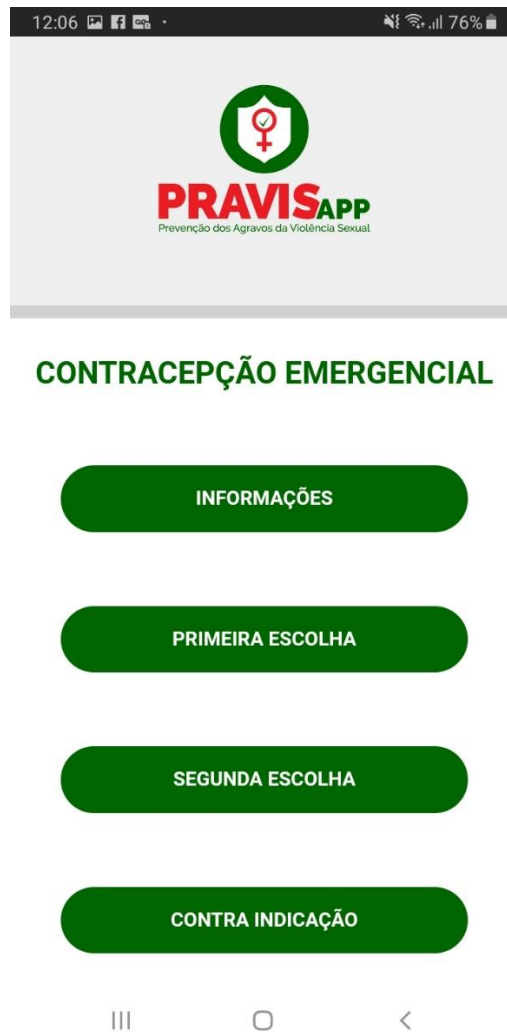 12:06 76%
PRAVISAPP
Prevenção dos Agravos da Violência Sexual
CONTRACEPÇÃO EMERGENCIAL
INFORMAÇÕES
PRIMEIRA ESCOLHA
SEGUNDA ESCOLHA
CONTRA INDICAÇÃO